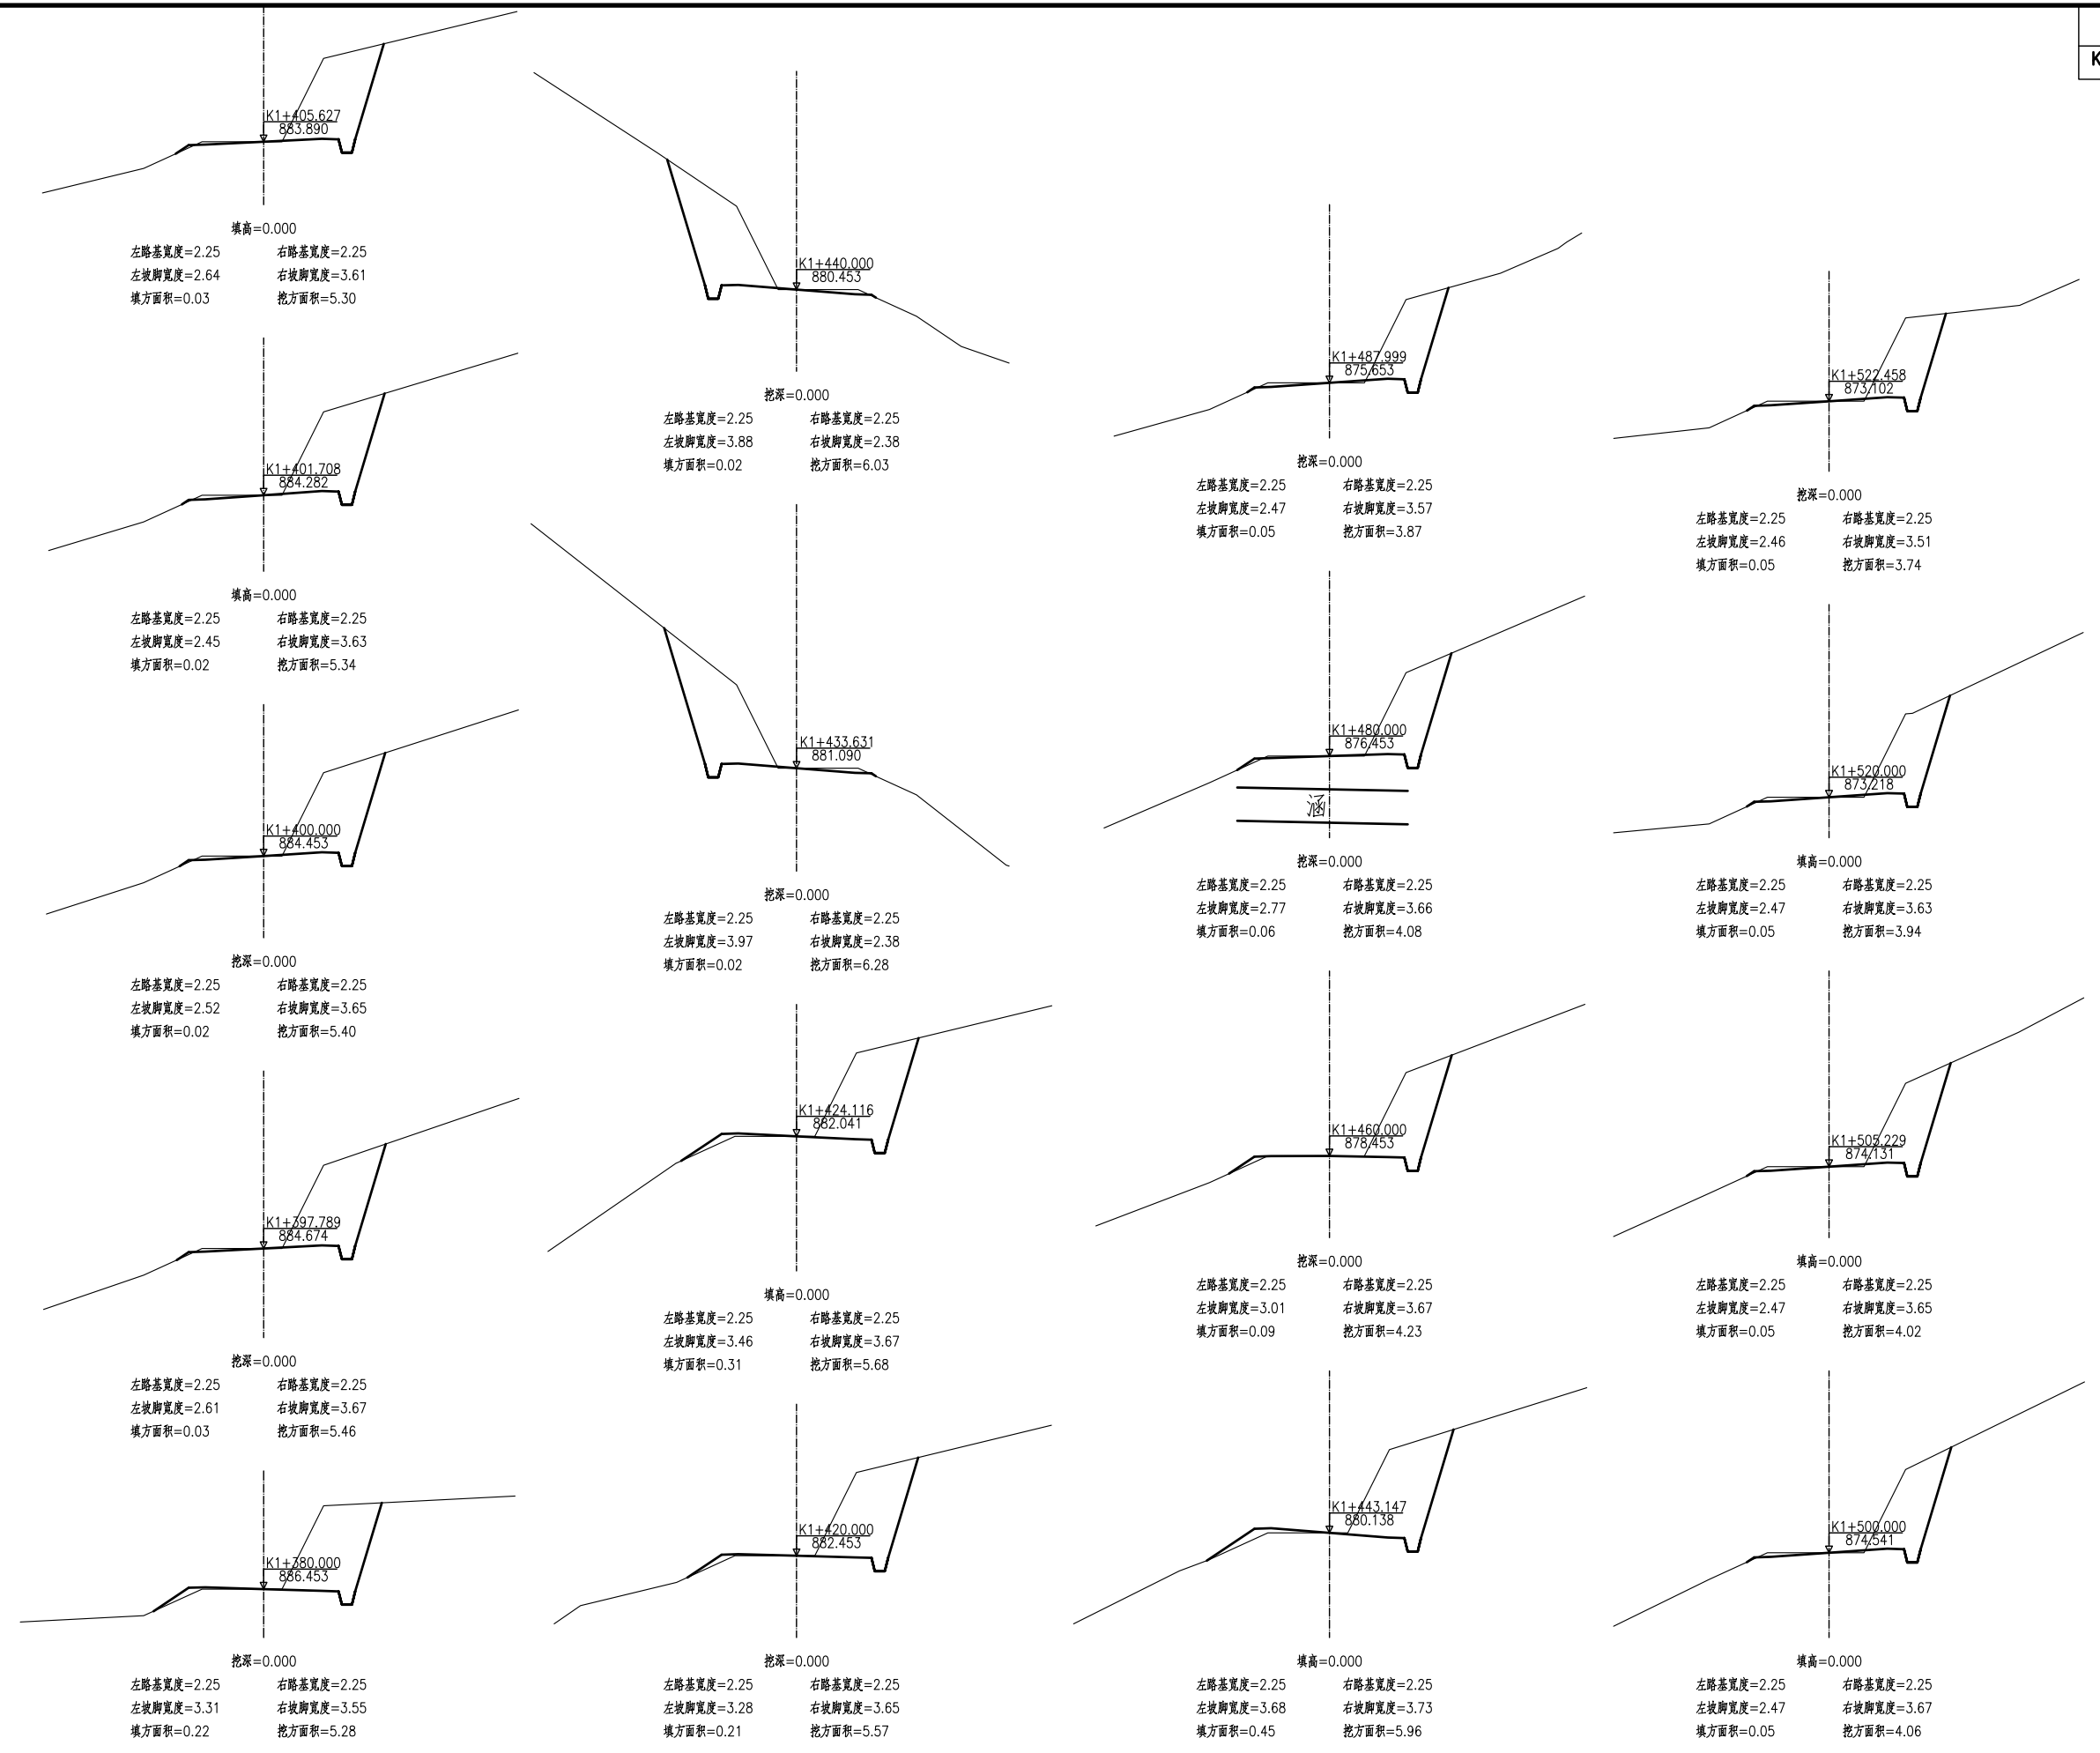 K
K1+405.627
883.890
填高=0.000
左路基宽度=2.25 右路基宽度=2.25
左坡脚宽度=2.64 右坡脚宽度=3.61
填方面积=0.03 挖方面积=5.30
K1+401.708
884.282
填高=0.000
左路基宽度=2.25 右路基宽度=2.25
左坡脚宽度=2.45 右坡脚宽度=3.63
填方面积=0.02 挖方面积=5.34
K1+400.000
884.453
挖深=0.000
左路基宽度=2.25 右路基宽度=2.25
左坡脚宽度=2.52 右坡脚宽度=3.65
填方面积=0.02 挖方面积=5.40
K1+397.789
884.674
挖深=0.000
左路基宽度=2.25 右路基宽度=2.25
左坡脚宽度=2.61 右坡脚宽度=3.67
填方面积=0.03 挖方面积=5.46
K1+380.000
886.453
挖深=0.000
左路基宽度=2.25 右路基宽度=2.25
左坡脚宽度=3.31 右坡脚宽度=3.55
填方面积=0.22 挖方面积=5.28
K1+440.000
880.453
挖深=0.000
左路基宽度=2.25 右路基宽度=2.25
左坡脚宽度=3.88 右坡脚宽度=2.38
填方面积=0.02 挖方面积=6.03
K1+433.631
881.090
挖深=0.000
左路基宽度=2.25 右路基宽度=2.25
左坡脚宽度=3.97 右坡脚宽度=2.38
填方面积=0.02 挖方面积=6.28
K1+424.116
882.041
填高=0.000
左路基宽度=2.25 右路基宽度=2.25
左坡脚宽度=3.46 右坡脚宽度=3.67
填方面积=0.31 挖方面积=5.68
K1+420.000
882.453
挖深=0.000
左路基宽度=2.25 右路基宽度=2.25
左坡脚宽度=3.28 右坡脚宽度=3.65
填方面积=0.21 挖方面积=5.57
K1+487.999
875.653
挖深=0.000
左路基宽度=2.25 右路基宽度=2.25
左坡脚宽度=2.47 右坡脚宽度=3.57
填方面积=0.05 挖方面积=3.87
K1+480.000
876.453
涵
挖深=0.000
左路基宽度=2.25 右路基宽度=2.25
左坡脚宽度=2.77 右坡脚宽度=3.66
填方面积=0.06 挖方面积=4.08
K1+460.000
878.453
挖深=0.000
左路基宽度=2.25 右路基宽度=2.25
左坡脚宽度=3.01 右坡脚宽度=3.67
填方面积=0.09 挖方面积=4.23
K1+443.147
880.138
填高=0.000
左路基宽度=2.25 右路基宽度=2.25
左坡脚宽度=3.68 右坡脚宽度=3.73
填方面积=0.45 挖方面积=5.96
K1+522.458
873.102
挖深=0.000
左路基宽度=2.25 右路基宽度=2.25
左坡脚宽度=2.46 右坡脚宽度=3.51
填方面积=0.05 挖方面积=3.74
K1+520.000
873.218
填高=0.000
左路基宽度=2.25 右路基宽度=2.25
左坡脚宽度=2.47 右坡脚宽度=3.63
填方面积=0.05 挖方面积=3.94
K1+505.229
874.131
填高=0.000
左路基宽度=2.25 右路基宽度=2.25
左坡脚宽度=2.47 右坡脚宽度=3.65
填方面积=0.05 挖方面积=4.02
K1+500.000
874.541
填高=0.000
左路基宽度=2.25 右路基宽度=2.25
左坡脚宽度=2.47 右坡脚宽度=3.67
填方面积=0.05 挖方面积=4.06